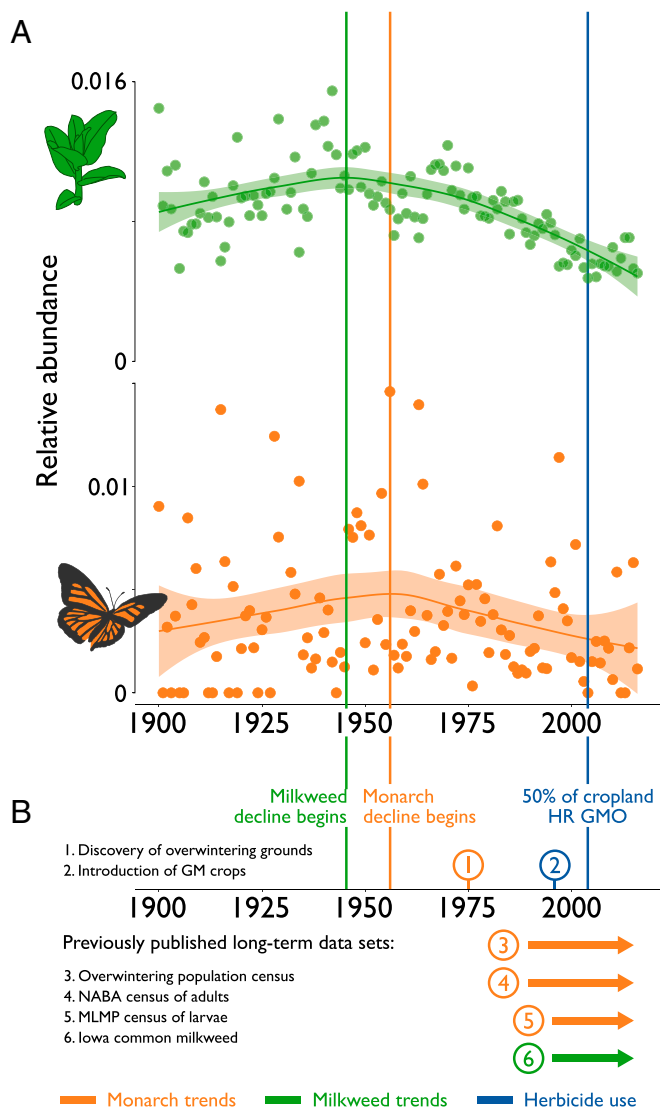 A
0.016
0
Relative abundance
0.01
0
1900 1925 1950 1975 2000
Milkweed decline begins
Monarch decline begins
50% of cropland HR GMO
B
1. Discovery of overwintering grounds
2. Introduction of GM crops
1 2
1900 1925 1950 1975 2000
Previously published long-term data sets:
3
3. Overwintering population census
4
4. NABA census of adults
5. MLMP census of larvae
5
6. Iowa common milkweed
6
Monarch trends Milkweed trends Herbicide use